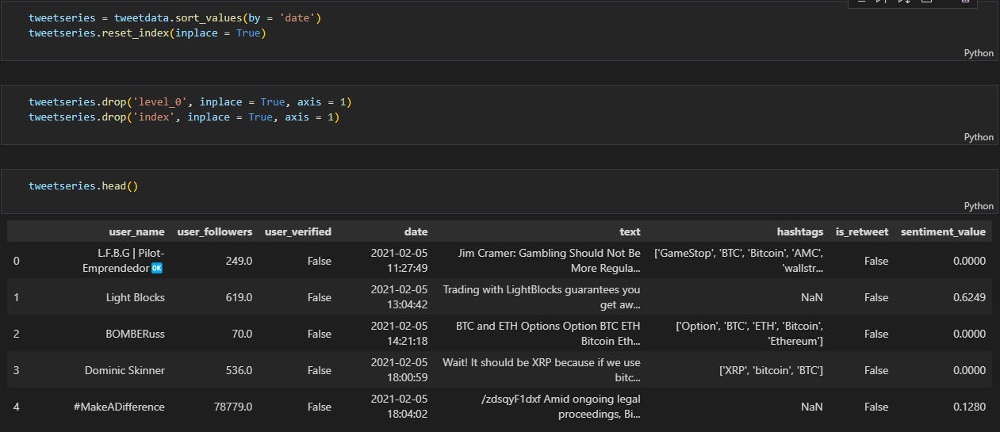 tweetseries = tweetdata.sort_values(by = 'date')
tweetseries.reset_index(inplace = True)
Python
tweetseries.drop('level_0', inplace = True, axis = 1)
tweetseries.drop('index', inplace = True, axis = 1)
Python
tweetseries.head()
Python
user_name user_followers user_verified date text hashtags is_retweet sentiment_value
0 L.F.B.G | Pilot-Emprendedor🆗 249.0 False 2021-02-05 11:27:49 Jim Cramer: Gambling Should Not Be More Regula... ['GameStop', 'BTC', 'Bitcoin', 'AMC', 'wallstr... False 0.0000
1 Light Blocks 619.0 False 2021-02-05 13:04:42 Trading with LightBlocks guarantees you get aw... NaN False 0.6249
2 BOMBERuss 70.0 False 2021-02-05 14:21:18 BTC and ETH Options Option BTC ETH Bitcoin Eth... ['Option', 'BTC', 'ETH', 'Bitcoin', 'Ethereum'] False 0.0000
3 Dominic Skinner 536.0 False 2021-02-05 18:00:59 Wait! It should be XRP because if we use bitc... ['XRP', 'bitcoin', 'BTC'] False 0.0000
4 #MakeADifference 78779.0 False 2021-02-05 18:04:02 /zdsqyF1dxf Amid ongoing legal proceedings, Bi... NaN False 0.1280